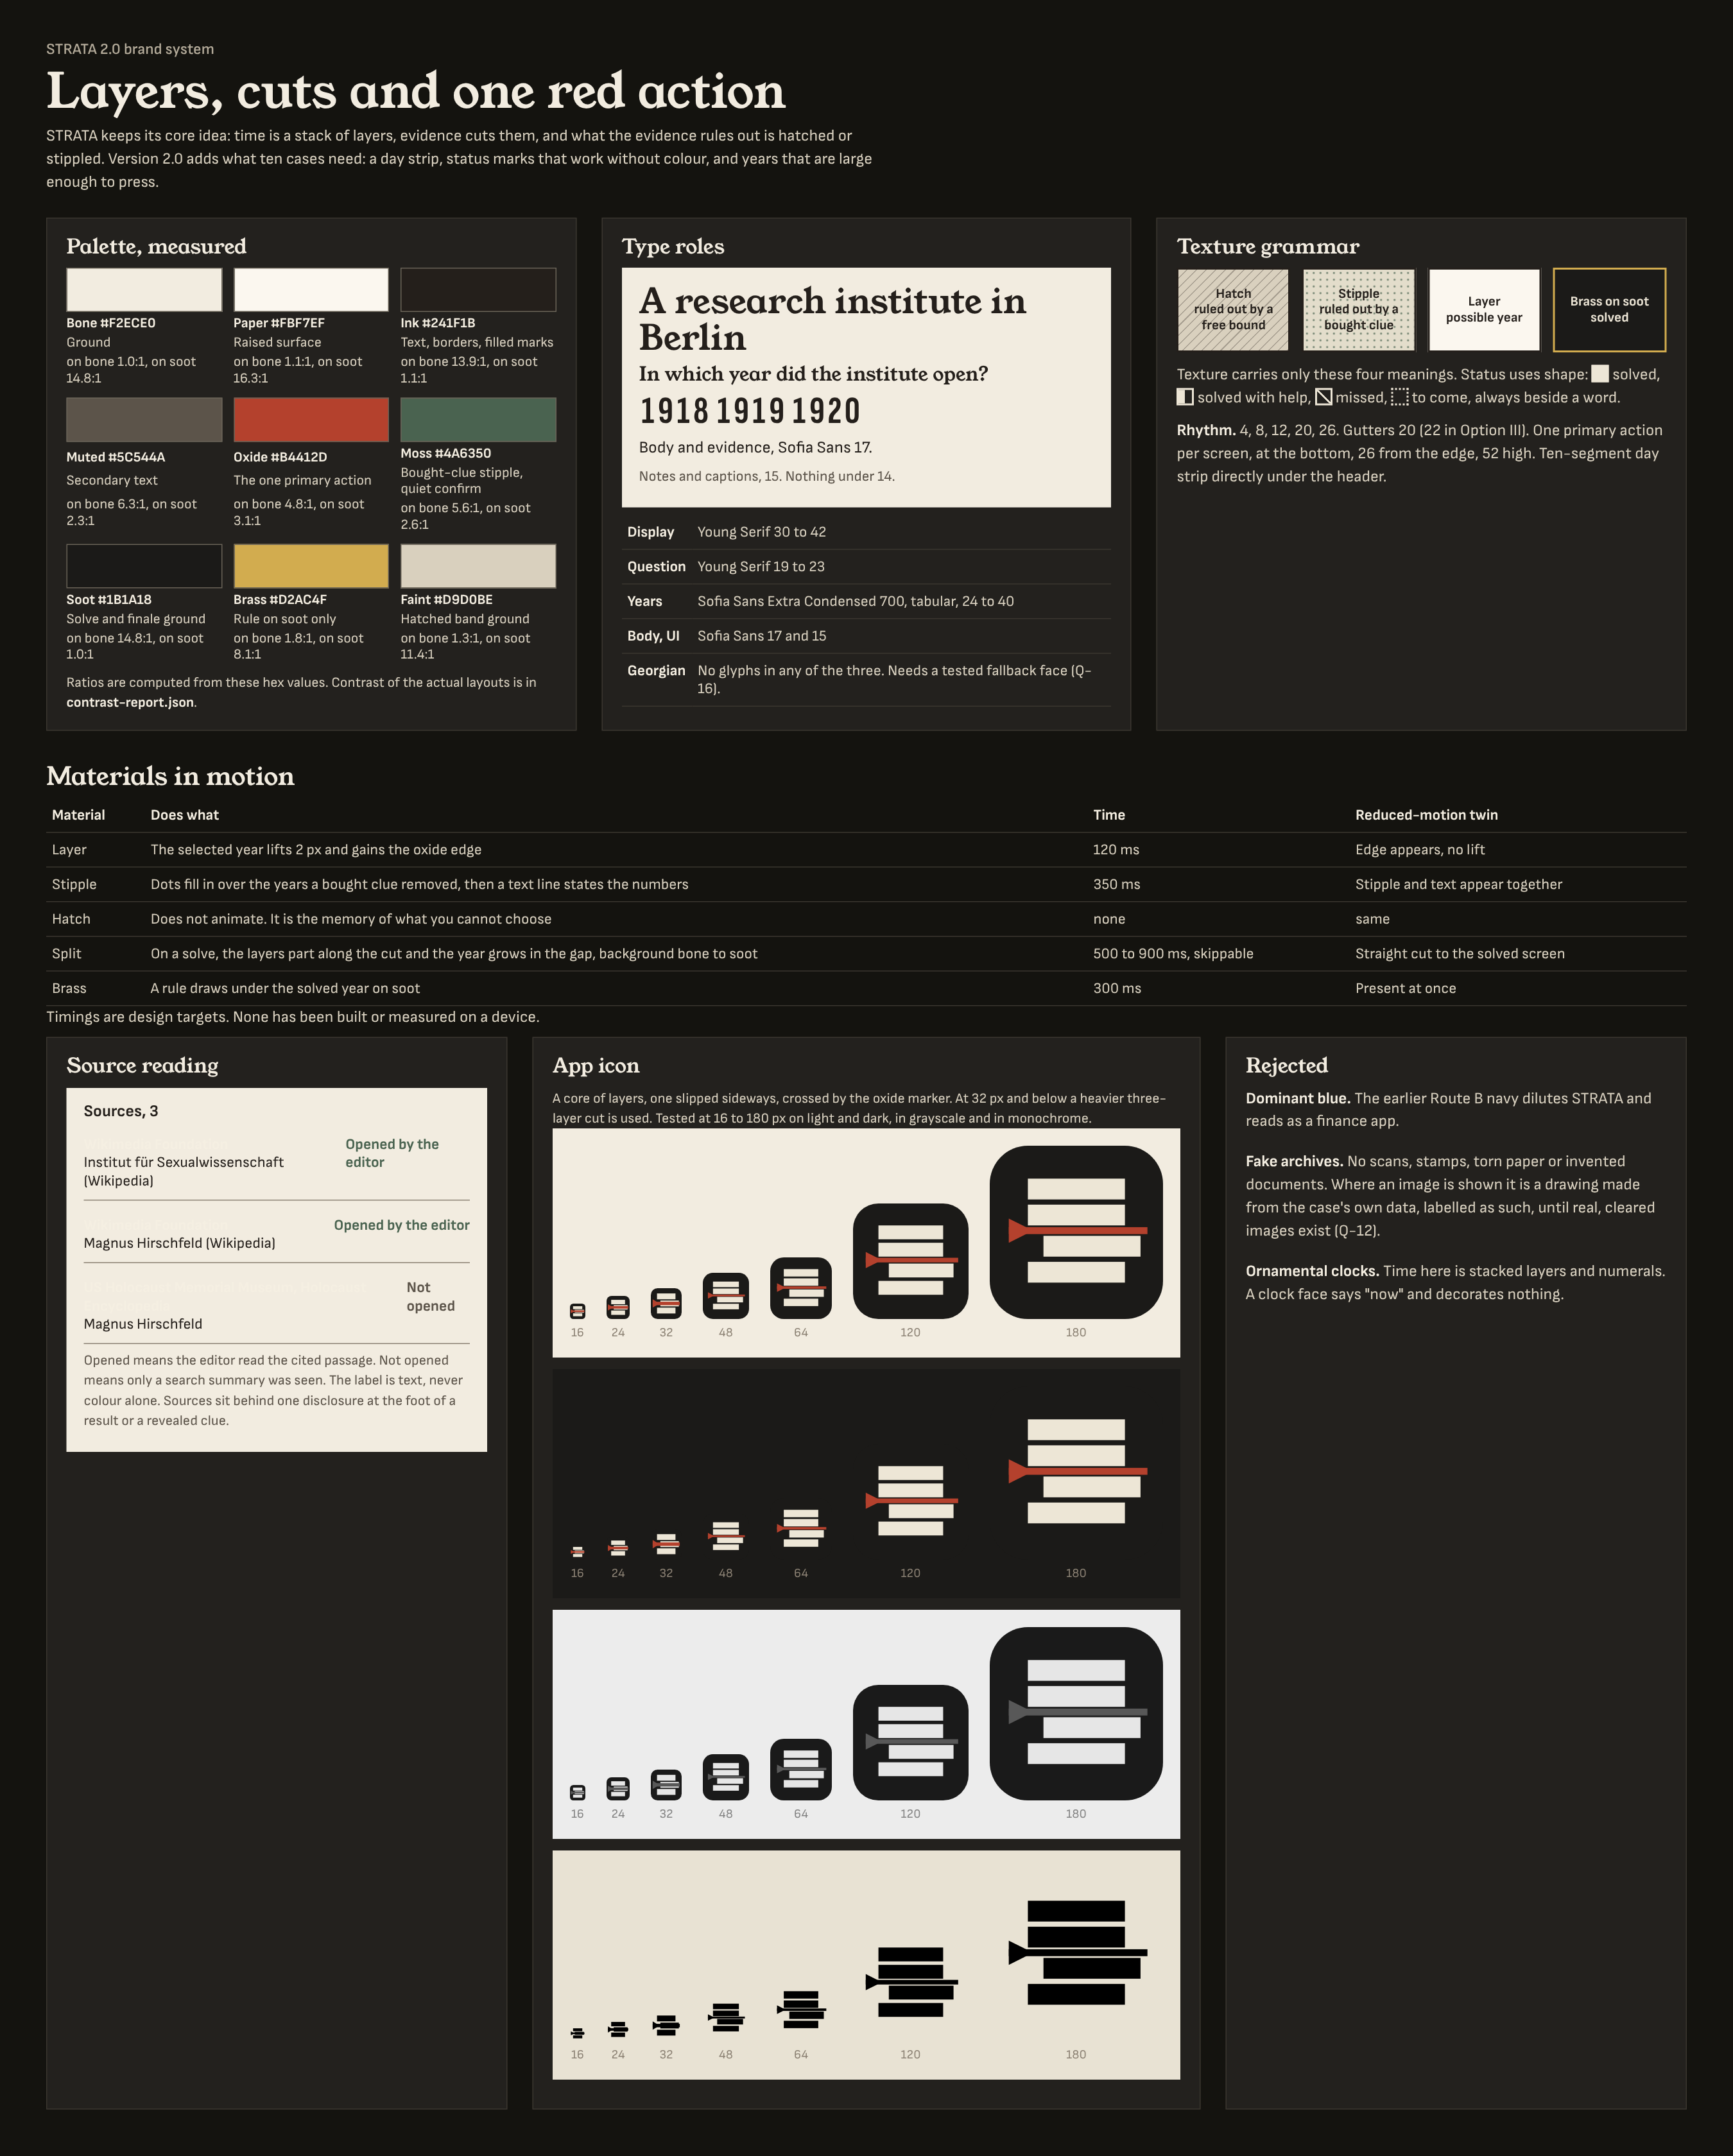 STRATA 2.0 brand system
Layers, cuts and one red action
STRATA keeps its core idea: time is a stack of layers, evidence cuts them, and what the evidence rules out is hatched or
stippled. Version 2.0 adds what ten cases need: a day strip, status marks that work without colour, and years that are large
enough to press.
Palette, measured
Bone #F2ECE0
Ground
on bone 1.0:1, on soot
14.8:1
Paper #FBF7EF
Raised surface
on bone 1.1:1, on soot
16.3:1
Ink #241F1B
Text, borders, filled marks
on bone 13.9:1, on soot
1.1:1
Muted #5C544A
Secondary text
on bone 6.3:1, on soot
2.3:1
Oxide #B4412D
The one primary action
on bone 4.8:1, on soot
3.1:1
Moss #4A6350
Bought-clue stipple,
quiet confirm
on bone 5.6:1, on soot
2.6:1
Soot #1B1A18
Solve and finale ground
on bone 14.8:1, on soot
1.0:1
Brass #D2AC4F
Rule on soot only
on bone 1.8:1, on soot
8.1:1
Faint #D9D0BE
Hatched band ground
on bone 1.3:1, on soot
11.4:1
Ratios are computed from these hex values. Contrast of the actual layouts is in
contrast-report.json.
Type roles
A research institute in
Berlin
In which year did the institute open?
1918 1919 1920
Body and evidence, Sofia Sans 17.
Notes and captions, 15. Nothing under 14.
Display Young Serif 30 to 42
Question Young Serif 19 to 23
Years Sofia Sans Extra Condensed 700, tabular, 24 to 40
Body, UI Sofia Sans 17 and 15
Georgian No glyphs in any of the three. Needs a tested fallback face (Q-
16).
Texture grammar
Hatch
ruled out by a
free bound
Stipple
ruled out by a
bought clue
Layer
possible year
Brass on soot
solved
Texture carries only these four meanings. Status uses shape: solved,
solved with help, missed, to come, always beside a word.
Rhythm. 4, 8, 12, 20, 26. Gutters 20 (22 in Option III). One primary action
per screen, at the bottom, 26 from the edge, 52 high. Ten-segment day
strip directly under the header.
Materials in motion
Material Does what Time Reduced-motion twin
Layer The selected year lifts 2 px and gains the oxide edge 120 ms Edge appears, no lift
Stipple Dots fill in over the years a bought clue removed, then a text line states the numbers 350 ms Stipple and text appear together
Hatch Does not animate. It is the memory of what you cannot choose none same
Split On a solve, the layers part along the cut and the year grows in the gap, background bone to soot 500 to 900 ms, skippable Straight cut to the solved screen
Brass A rule draws under the solved year on soot 300 ms Present at once
Timings are design targets. None has been built or measured on a device.
Source reading
Sources, 3
Opened by the
editor
Institut für Sexualwissenschaft
(Wikipedia)
Opened by the editor
Magnus Hirschfeld (Wikipedia)
Not
opened
Magnus Hirschfeld
Opened means the editor read the cited passage. Not opened
means only a search summary was seen. The label is text, never
colour alone. Sources sit behind one disclosure at the foot of a
result or a revealed clue.
App icon
A core of layers, one slipped sideways, crossed by the oxide marker. At 32 px and below a heavier three-
layer cut is used. Tested at 16 to 180 px on light and dark, in grayscale and in monochrome.
16 24 32 48 64 120 180
16 24 32 48 64 120 180
16 24 32 48 64 120 180
16 24 32 48 64 120 180
Rejected
Dominant blue. The earlier Route B navy dilutes STRATA and
reads as a finance app.
Fake archives. No scans, stamps, torn paper or invented
documents. Where an image is shown it is a drawing made
from the case's own data, labelled as such, until real, cleared
images exist (Q-12).
Ornamental clocks. Time here is stacked layers and numerals.
A clock face says "now" and decorates nothing.